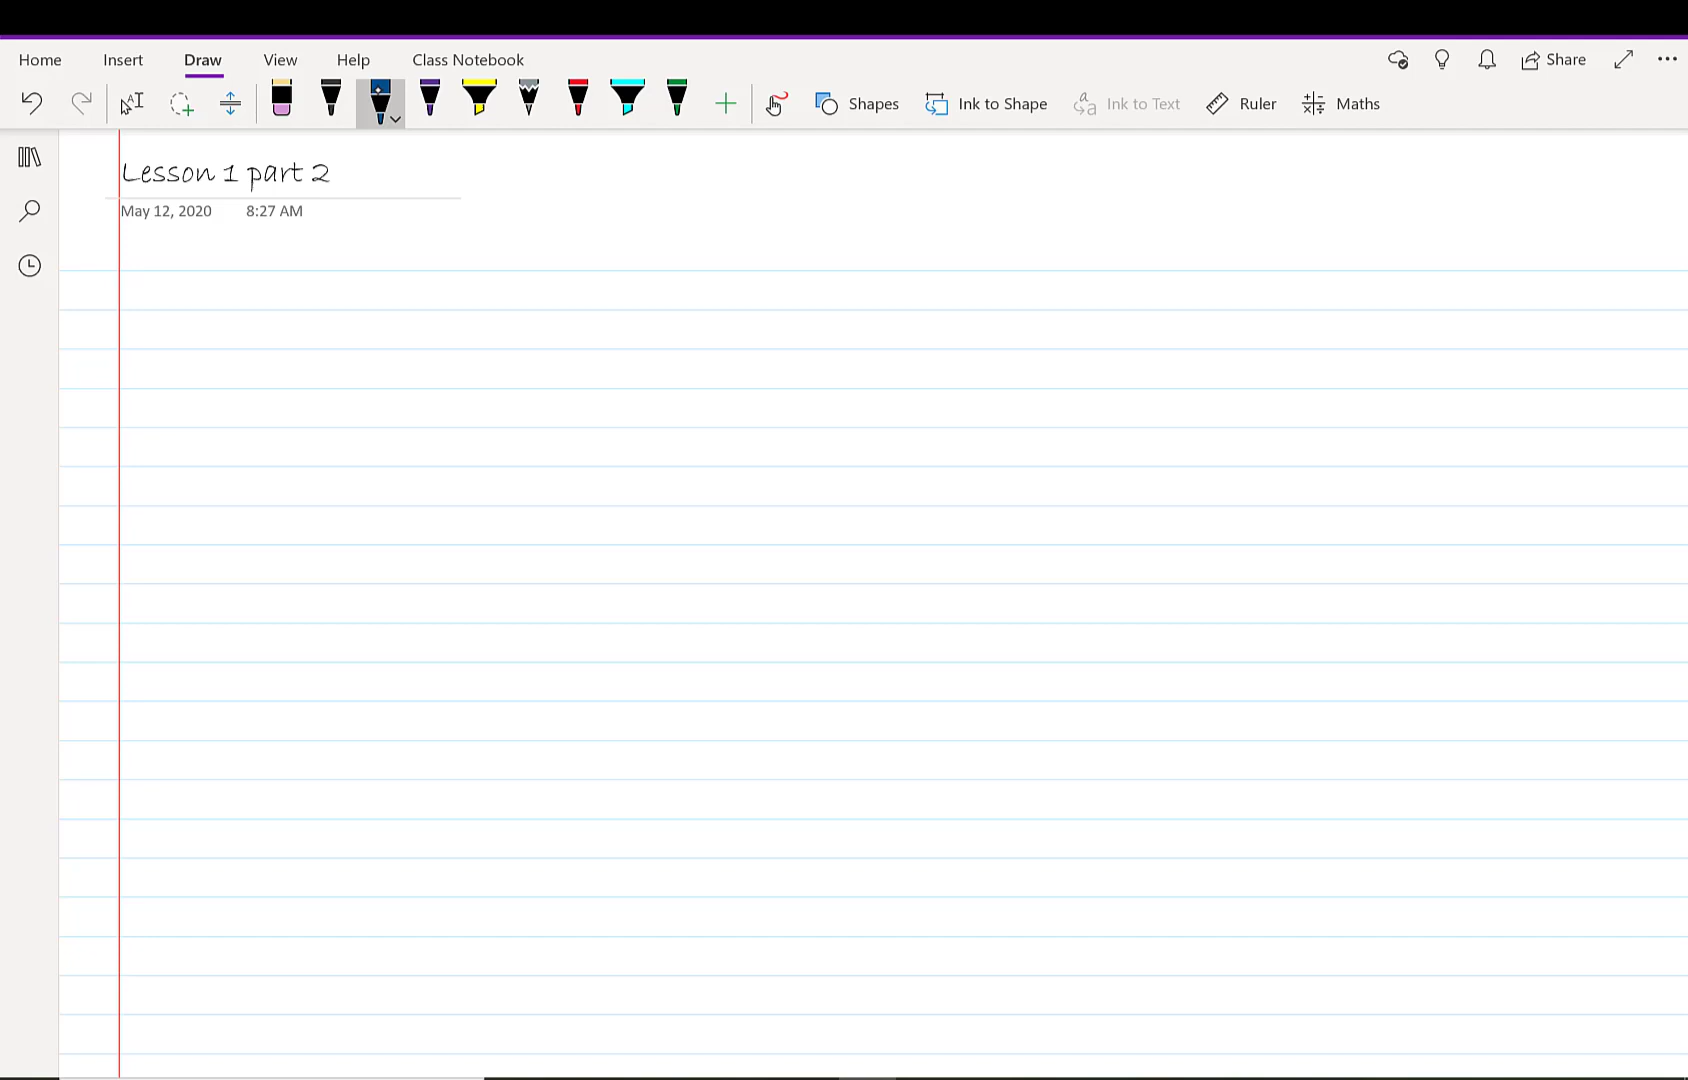 Home Insert Draw View Help Class Notebook Share
Shapes Ink to Shape Ink to Text Ruler Maths
Lesson 1 part 2
May 12, 2020 8:27 AM